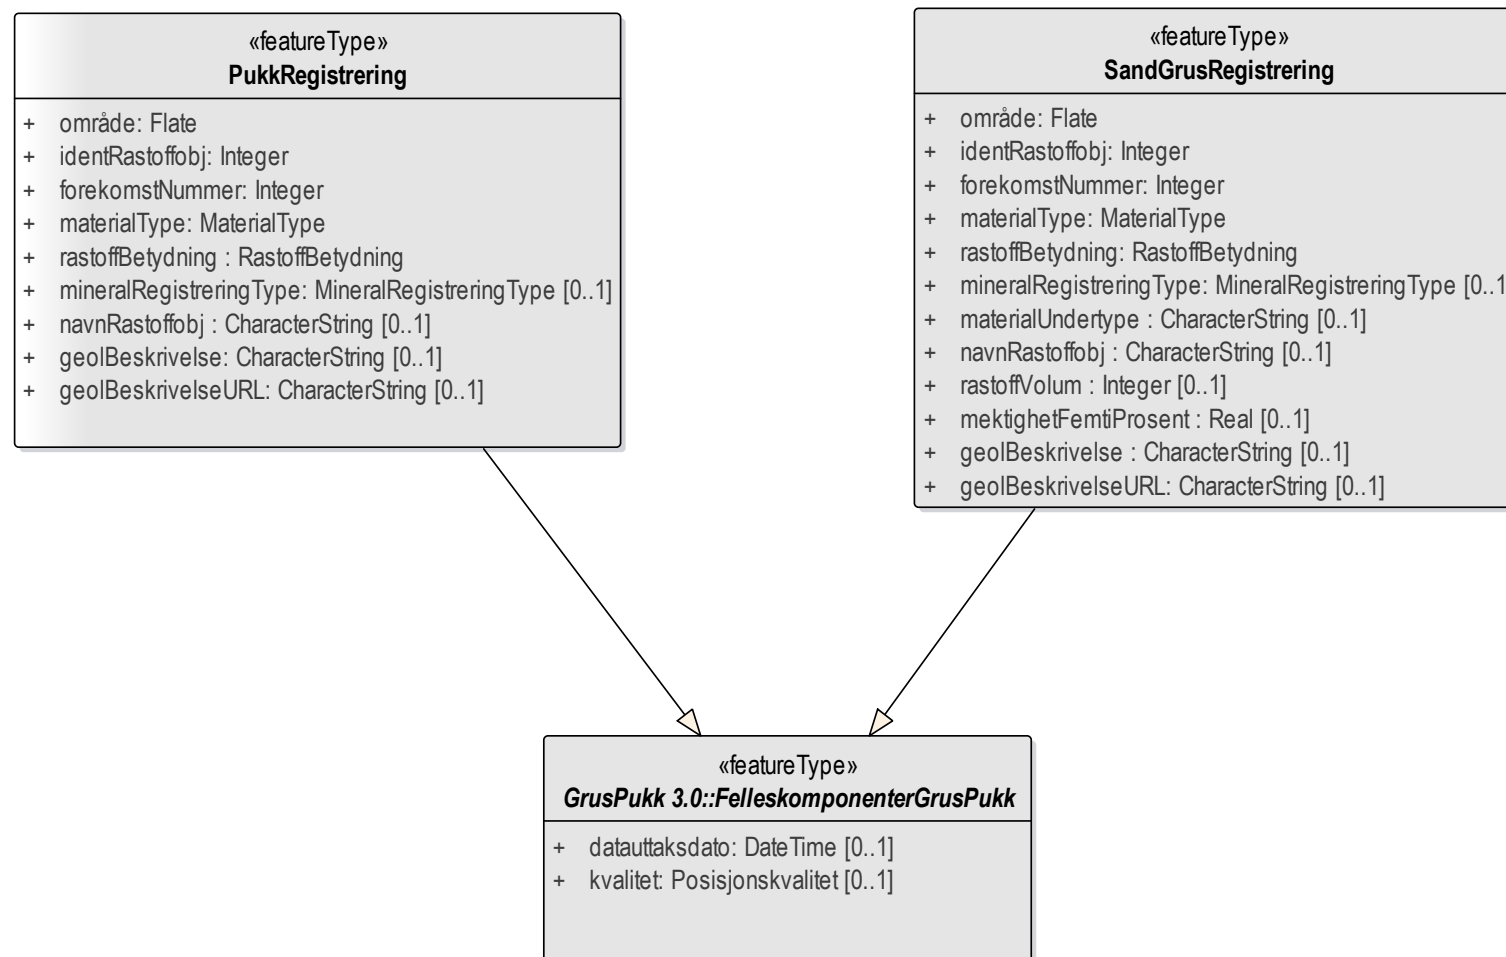 «featureType»
PukkRegistrering
+ område: Flate
+ identRastoffobj: Integer
+ forekomstNummer: Integer
+ materialType: MaterialType
+ rastoffBetydning : RastoffBetydning
+ mineralRegistreringType: MineralRegistreringType [0..1]
+ navnRastoffobj : CharacterString [0..1]
+ geolBeskrivelse: CharacterString [0..1]
+ geolBeskrivelseURL: CharacterString [0..1]
«featureType»
SandGrusRegistrering
+ område: Flate
+ identRastoffobj: Integer
+ forekomstNummer: Integer
+ materialType: MaterialType
+ rastoffBetydning: RastoffBetydning
+ mineralRegistreringType: MineralRegistreringType [0..1
+ materialUndertype : CharacterString [0..1]
+ navnRastoffobj : CharacterString [0..1]
+ rastoffVolum : Integer [0..1]
+ mektighetFemtiProsent : Real [0..1]
+ geolBeskrivelse : CharacterString [0..1]
+ geolBeskrivelseURL: CharacterString [0..1]
«featureType»
GrusPukk 3.0::FelleskomponenterGrusPukk
+ datauttaksdato: DateTime [0..1]
+ kvalitet: Posisjonskvalitet [0..1]